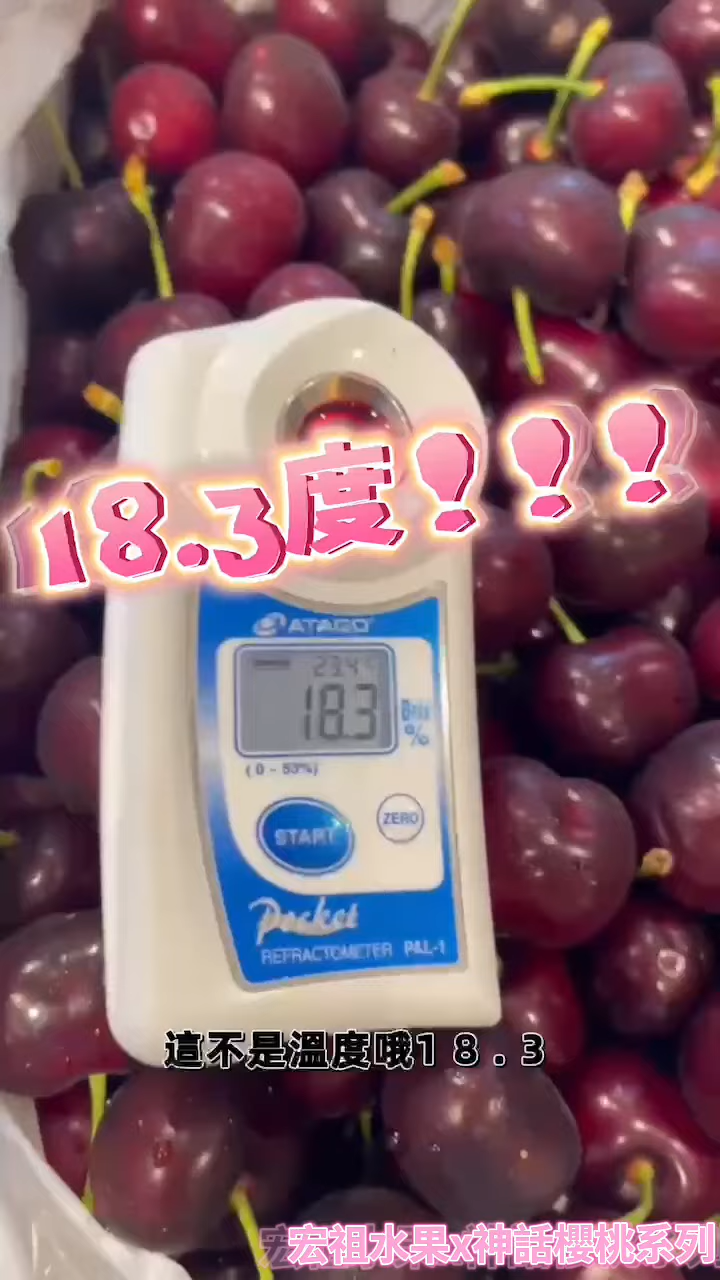 18.3度!!!
ATAGO
23.4℃
18.3
Brix
%
(0 - 53%)
START
ZERO
Pocket
REFRACTOMETER PAL-1
這不是溫度哦18.3
宏祖水果x神話櫻桃系列